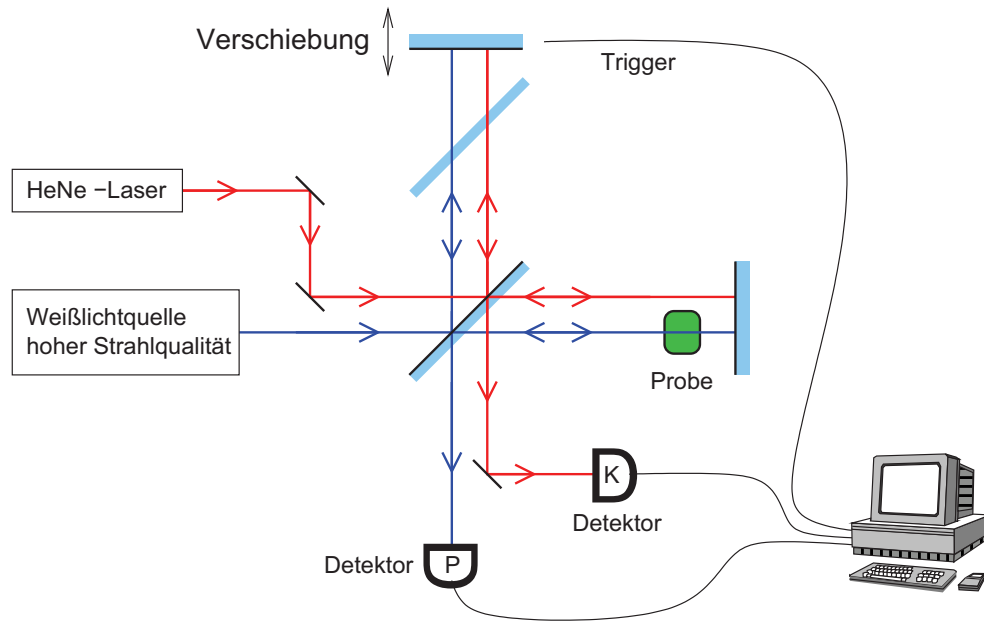 Verschiebung
Trigger
HeNe −Laser
Weißlichtquelle
hoher Strahlqualität
Probe
K
Detektor
Detektor
P